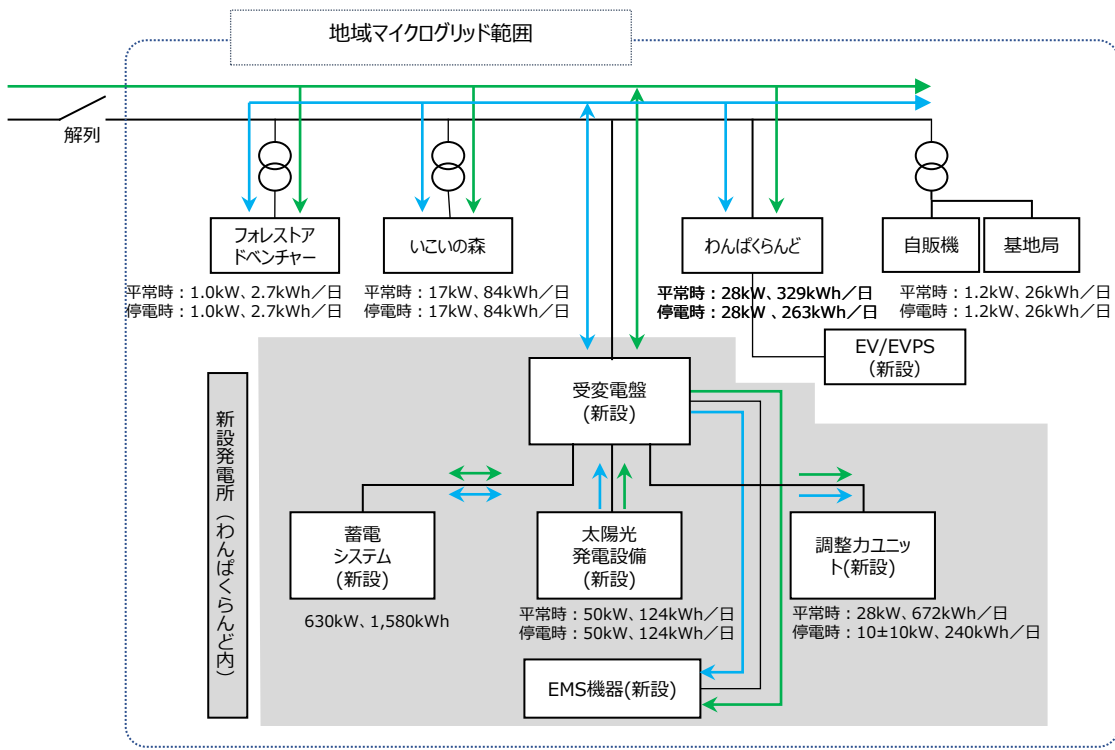 地域マイクログリッド範囲
解列
フォレストア
ドベンチャー
いこいの森
わんぱくらんど
自販機
基地局
平常時：1.0kW、2.7kWh／日
停電時：1.0kW、2.7kWh／日
平常時：17kW、84kWh／日
停電時：17kW、84kWh／日
平常時：28kW、329kWh／日
停電時：28kW 、263kWh／日
平常時：1.2kW、26kWh／日
停電時：1.2kW、26kWh／日
EV/EVPS
(新設)
新設発電所（わんぱくらんど内）
受変電盤
(新設)
蓄電
システム
(新設)
太陽光
発電設備
(新設)
調整力ユニッ
ト(新設)
630kW、1,580kWh
平常時：50kW、124kWh／日
停電時：50kW、124kWh／日
平常時：28kW、672kWh／日
停電時：10±10kW、240kWh／日
EMS機器(新設)